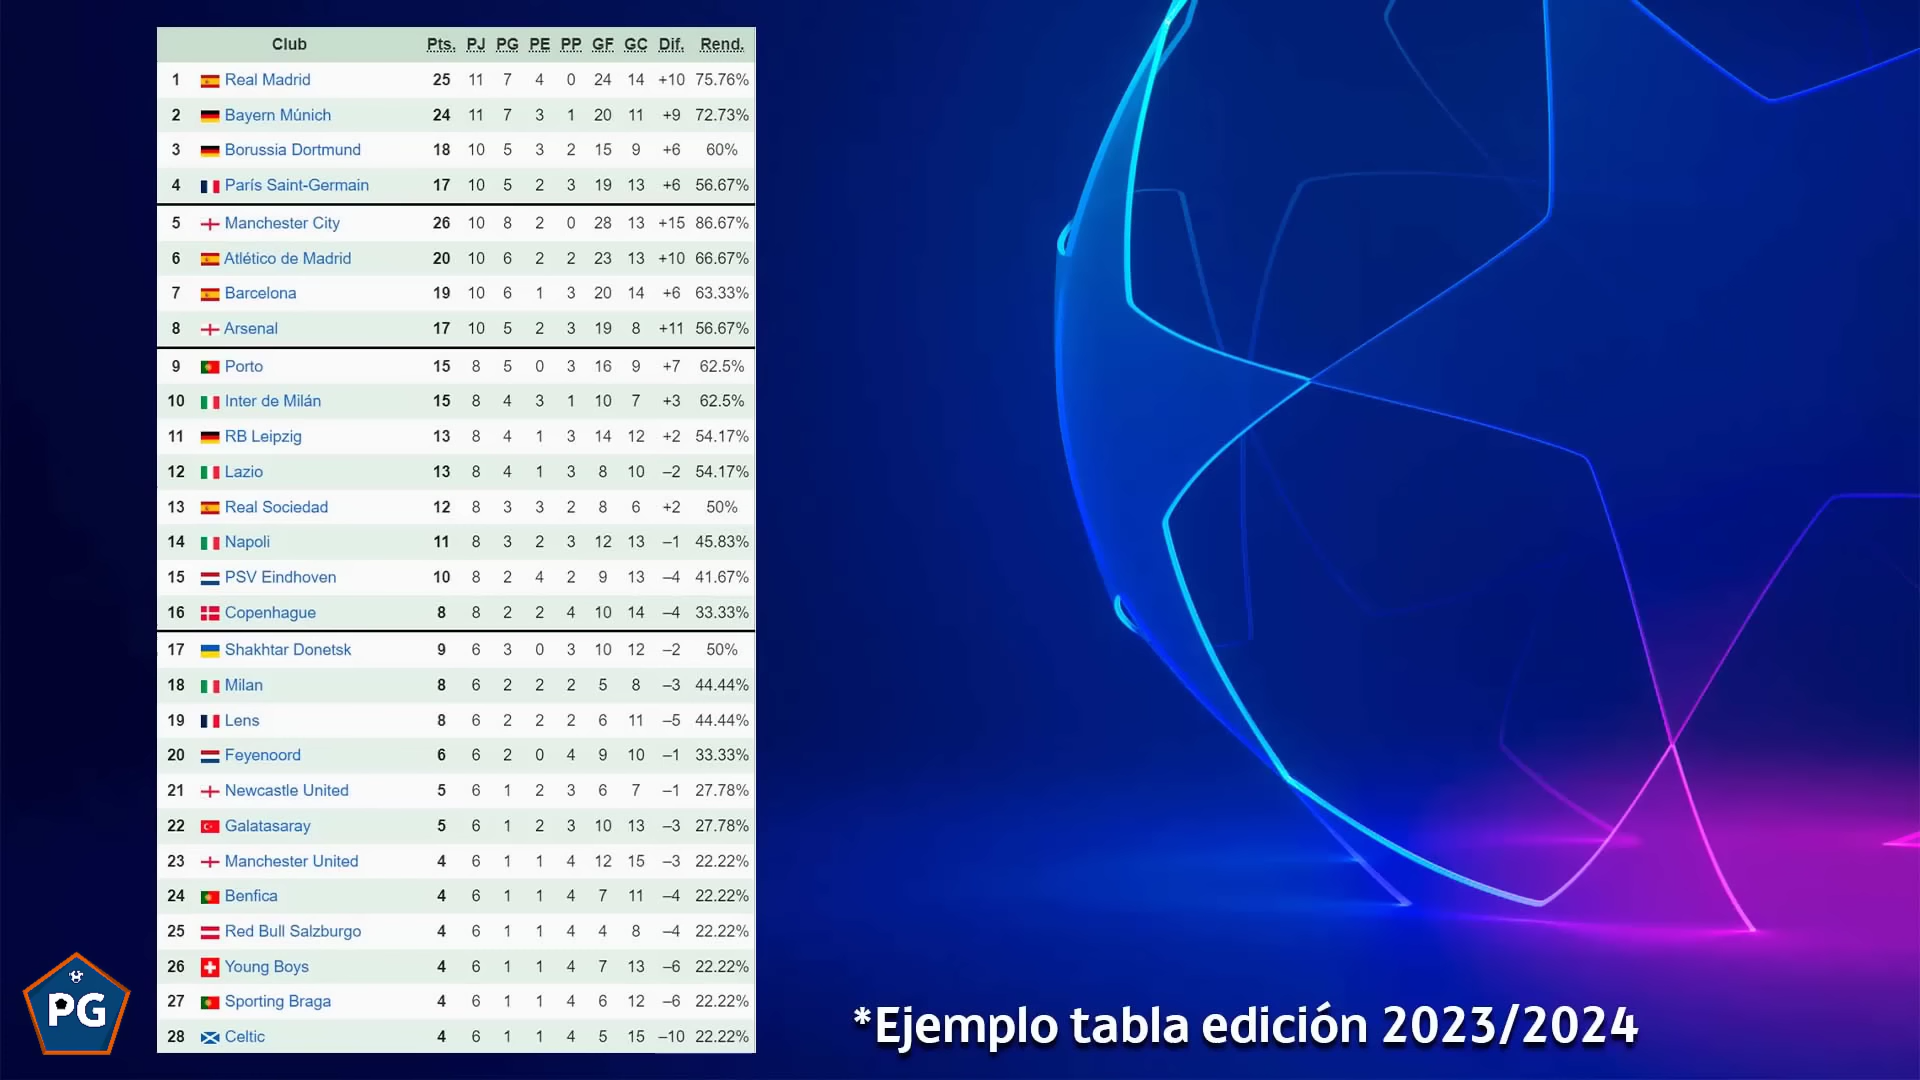 Club Pts. PJ PG PE PP GF GC Dif. Rend.
1 Real Madrid 25 11 7 4 0 24 14 +10 75.76%
2 Bayern Múnich 24 11 7 3 1 20 11 +9 72.73%
3 Borussia Dortmund 18 10 5 3 2 15 9 +6 60%
4 París Saint-Germain 17 10 5 2 3 19 13 +6 56.67%
5 Manchester City 26 10 8 2 0 28 13 +15 86.67%
6 Atlético de Madrid 20 10 6 2 2 23 13 +10 66.67%
7 Barcelona 19 10 6 1 3 20 14 +6 63.33%
8 Arsenal 17 10 5 2 3 19 8 +11 56.67%
9 Porto 15 8 5 0 3 16 9 +7 62.5%
10 Inter de Milán 15 8 4 3 1 10 7 +3 62.5%
11 RB Leipzig 13 8 4 1 3 14 12 +2 54.17%
12 Lazio 13 8 4 1 3 8 10 –2 54.17%
13 Real Sociedad 12 8 3 3 2 8 6 +2 50%
14 Napoli 11 8 3 2 3 12 13 –1 45.83%
15 PSV Eindhoven 10 8 2 4 2 9 13 –4 41.67%
16 Copenhague 8 8 2 2 4 10 14 –4 33.33%
17 Shakhtar Donetsk 9 6 3 0 3 10 12 –2 50%
18 Milan 8 6 2 2 2 5 8 –3 44.44%
19 Lens 8 6 2 2 2 6 11 –5 44.44%
20 Feyenoord 6 6 2 0 4 9 10 –1 33.33%
21 Newcastle United 5 6 1 2 3 6 7 –1 27.78%
22 Galatasaray 5 6 1 2 3 10 13 –3 27.78%
23 Manchester United 4 6 1 1 4 12 15 –3 22.22%
24 Benfica 4 6 1 1 4 7 11 –4 22.22%
25 Red Bull Salzburgo 4 6 1 1 4 4 8 –4 22.22%
26 Young Boys 4 6 1 1 4 7 13 –6 22.22%
27 Sporting Braga 4 6 1 1 4 6 12 –6 22.22%
28 Celtic 4 6 1 1 4 5 15 –10 22.22%
PG
*Ejemplo tabla edición 2023/2024